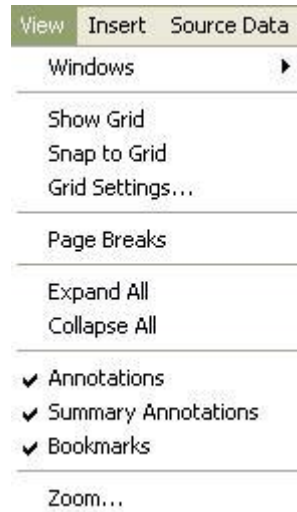 View Insert Source Data
Windows
Show Grid
Snap to Grid
Grid Settings...
Page Breaks
Expand All
Collapse All
Annotations
Summary Annotations
Bookmarks
Zoom...